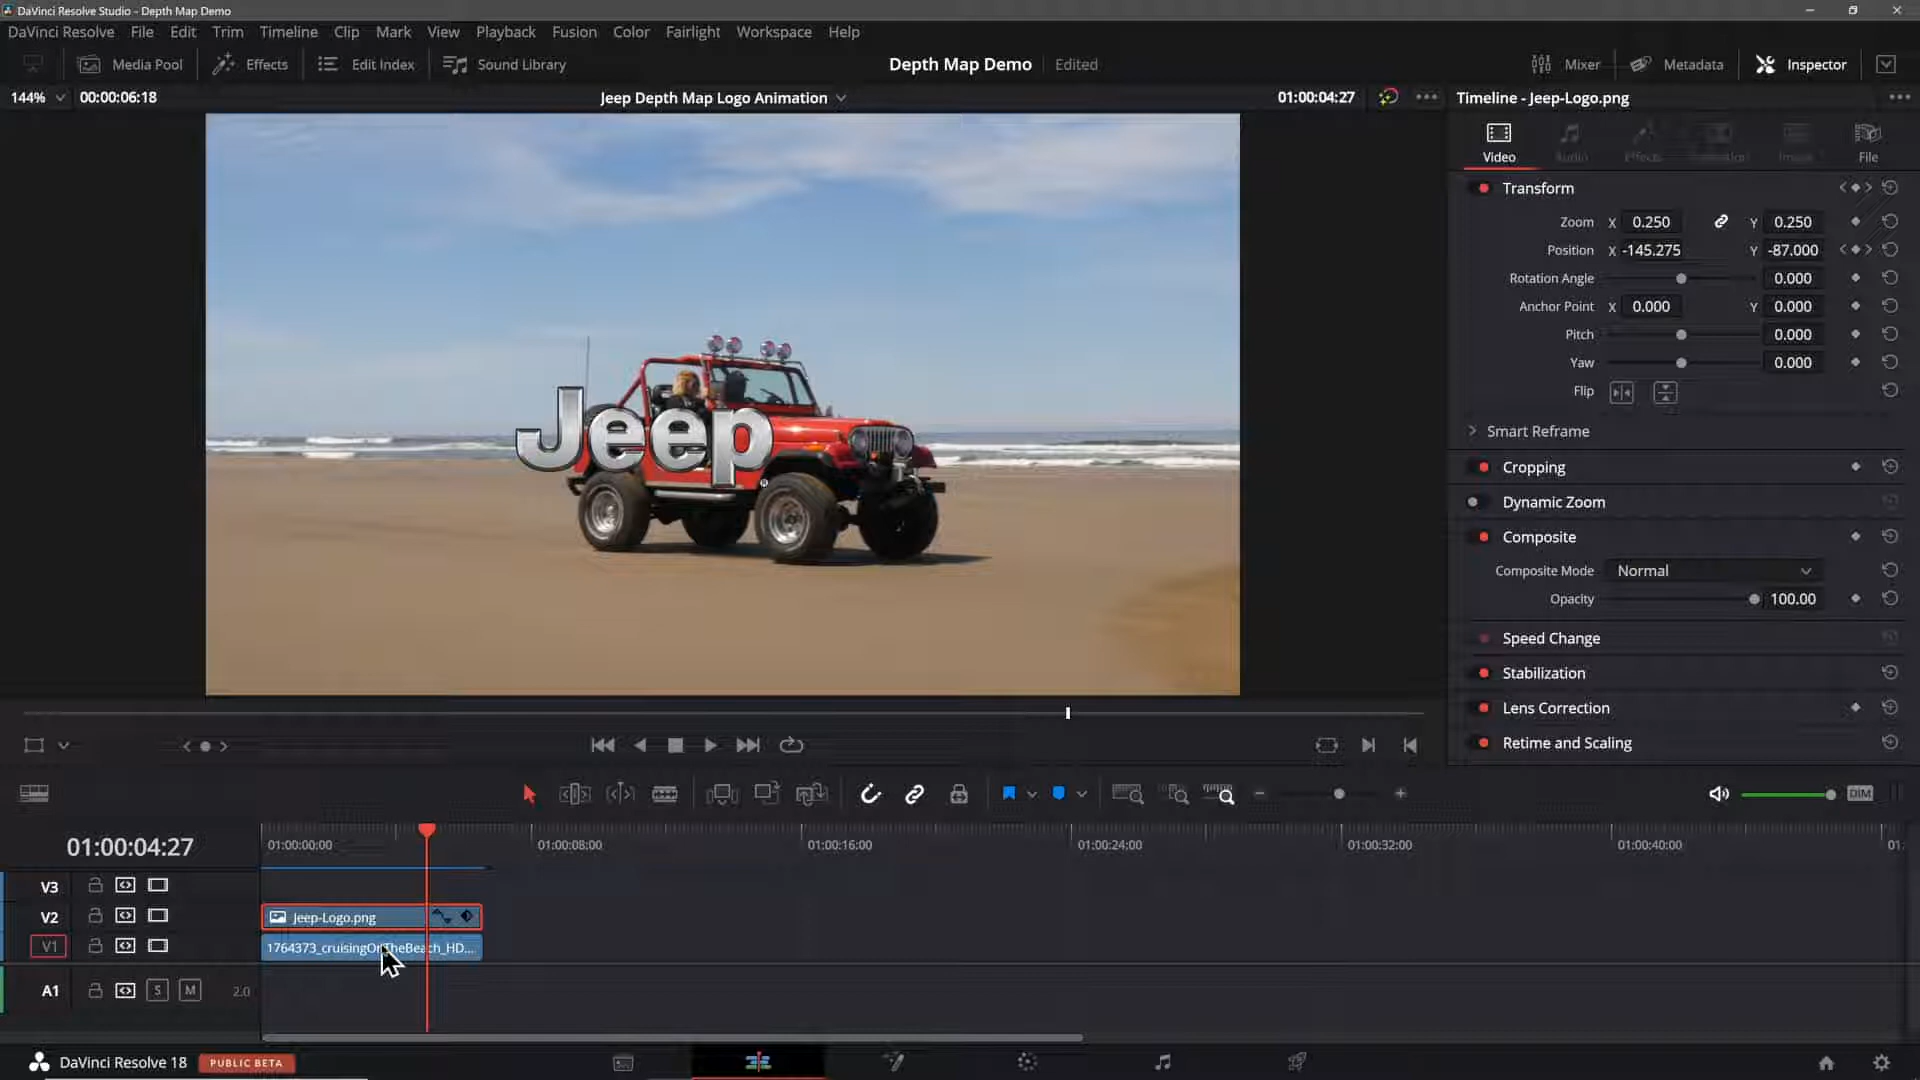 DaVinci Resolve Studio - Depth Map Demo
DaVinci Resolve File Edit Trim Timeline Clip Mark View Playback Fusion Color Fairlight Workspace Help
Media Pool Effects Edit Index Sound Library Depth Map Demo Edited Mixer Metadata Inspector
144% 00:00:06:18 Jeep Depth Map Logo Animation 01:00:04:27 Timeline - Jeep-Logo.png
Video Audio Effects File
Transform
Zoom X 0.250 Y 0.250
Position X -145.275 Y -87.000
Rotation Angle 0.000
Anchor Point X 0.000 Y 0.000
Pitch 0.000
Yaw 0.000
Flip
Smart Reframe
Cropping
Dynamic Zoom
Composite
Composite Mode Normal
Opacity 100.00
Speed Change
Stabilization
Lens Correction
Retime and Scaling
Jeep
®
DIM
01:00:04:27
01:00:00:00 01:00:08:00 01:00:16:00 01:00:24:00 01:00:32:00 01:00:40:00 01:
V3
V2 Jeep-Logo.png
V1 1764373_cruisingOnTheBeach_HD...
A1 S M 2.0
DaVinci Resolve 18 PUBLIC BETA